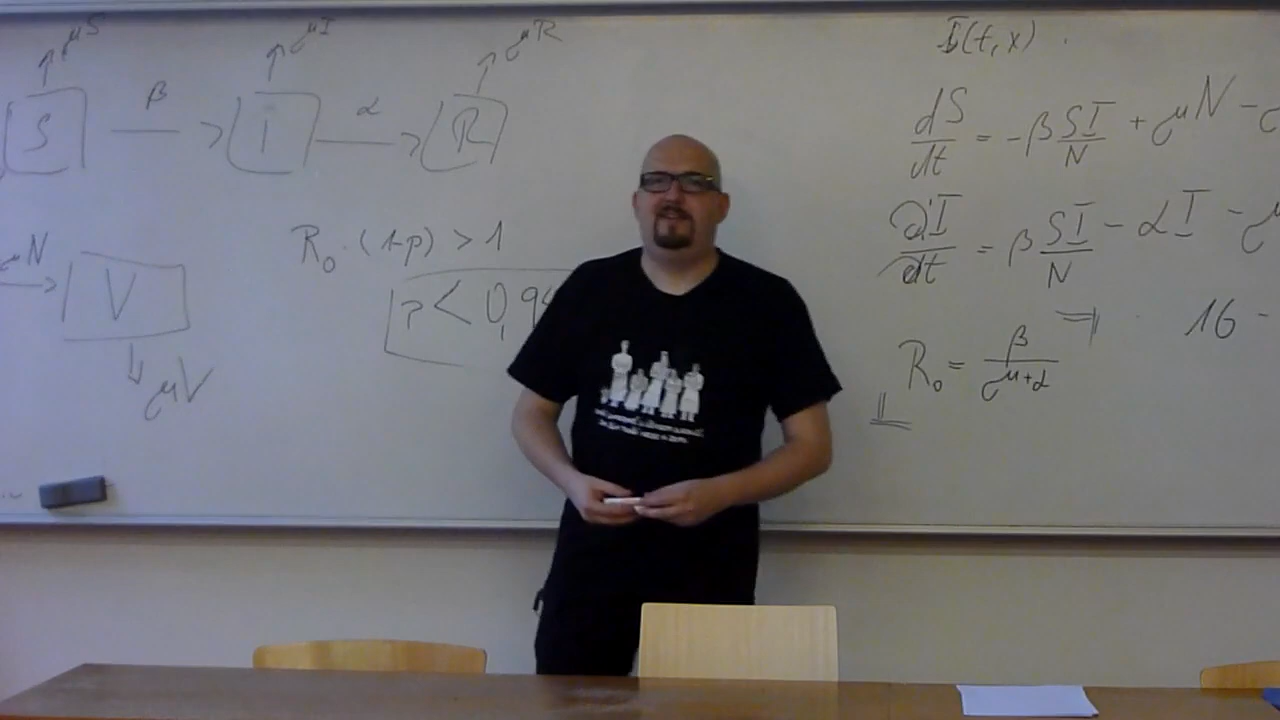 μS
μI
μR
β
α
S
I
R
μN
V
μV
R₀ · (1-p) > 1
p < 0,94
I(t,x)
dS/dt = -β SI/N + μN -
dI/dt = β SI/N - αI - μ
R₀ = β/(μ+α)
⇒ 16 -